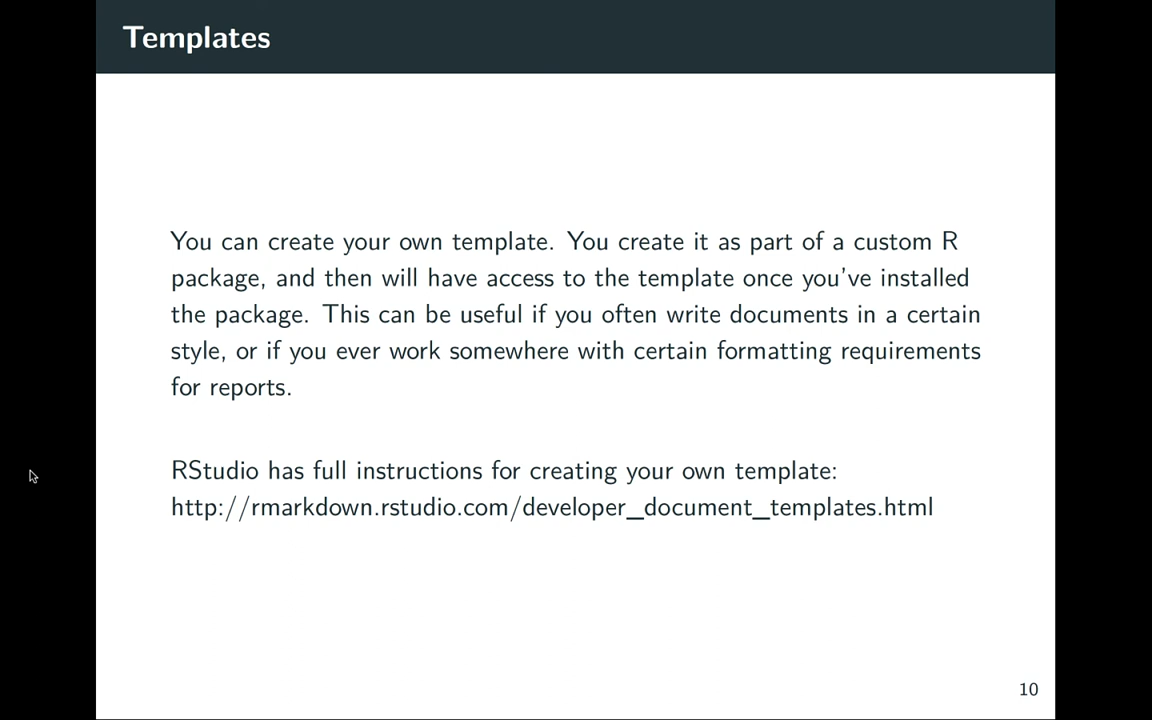 Templates
You can create your own template. You create it as part of a custom R
package, and then will have access to the template once you've installed
the package. This can be useful if you often write documents in a certain
style, or if you ever work somewhere with certain formatting requirements
for reports.
RStudio has full instructions for creating your own template:
http://rmarkdown.rstudio.com/developer_document_templates.html
10